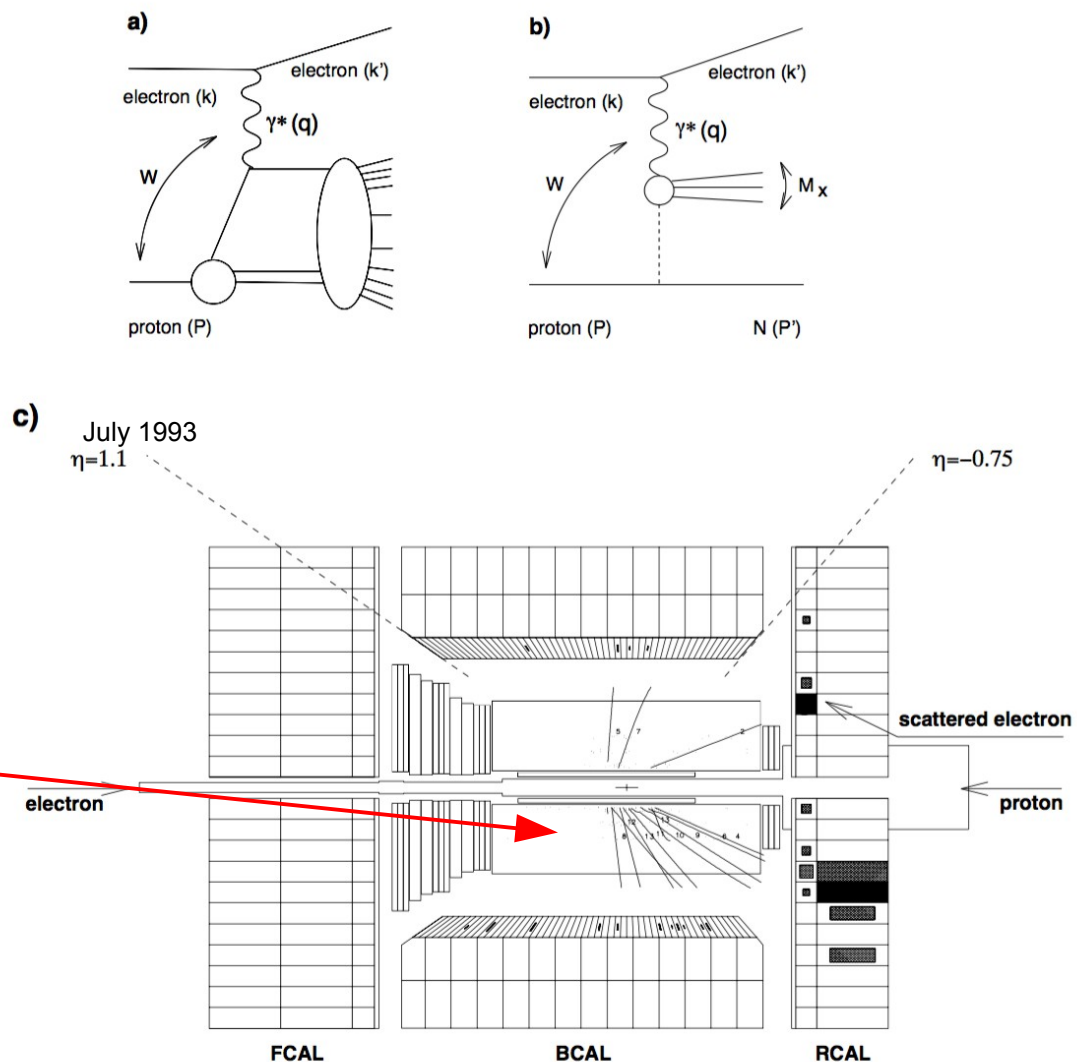 a)
electron (k')
electron (k)
γ* (q)
W
proton (P)
b)
electron (k')
electron (k)
γ* (q)
W
M x
proton (P)
N (P')
c)
July 1993
η=1.1
η=−0.75
5 7 2
scattered electron
electron
proton
12 13
8 13 11 10 9 6 4
FCAL
BCAL
RCAL